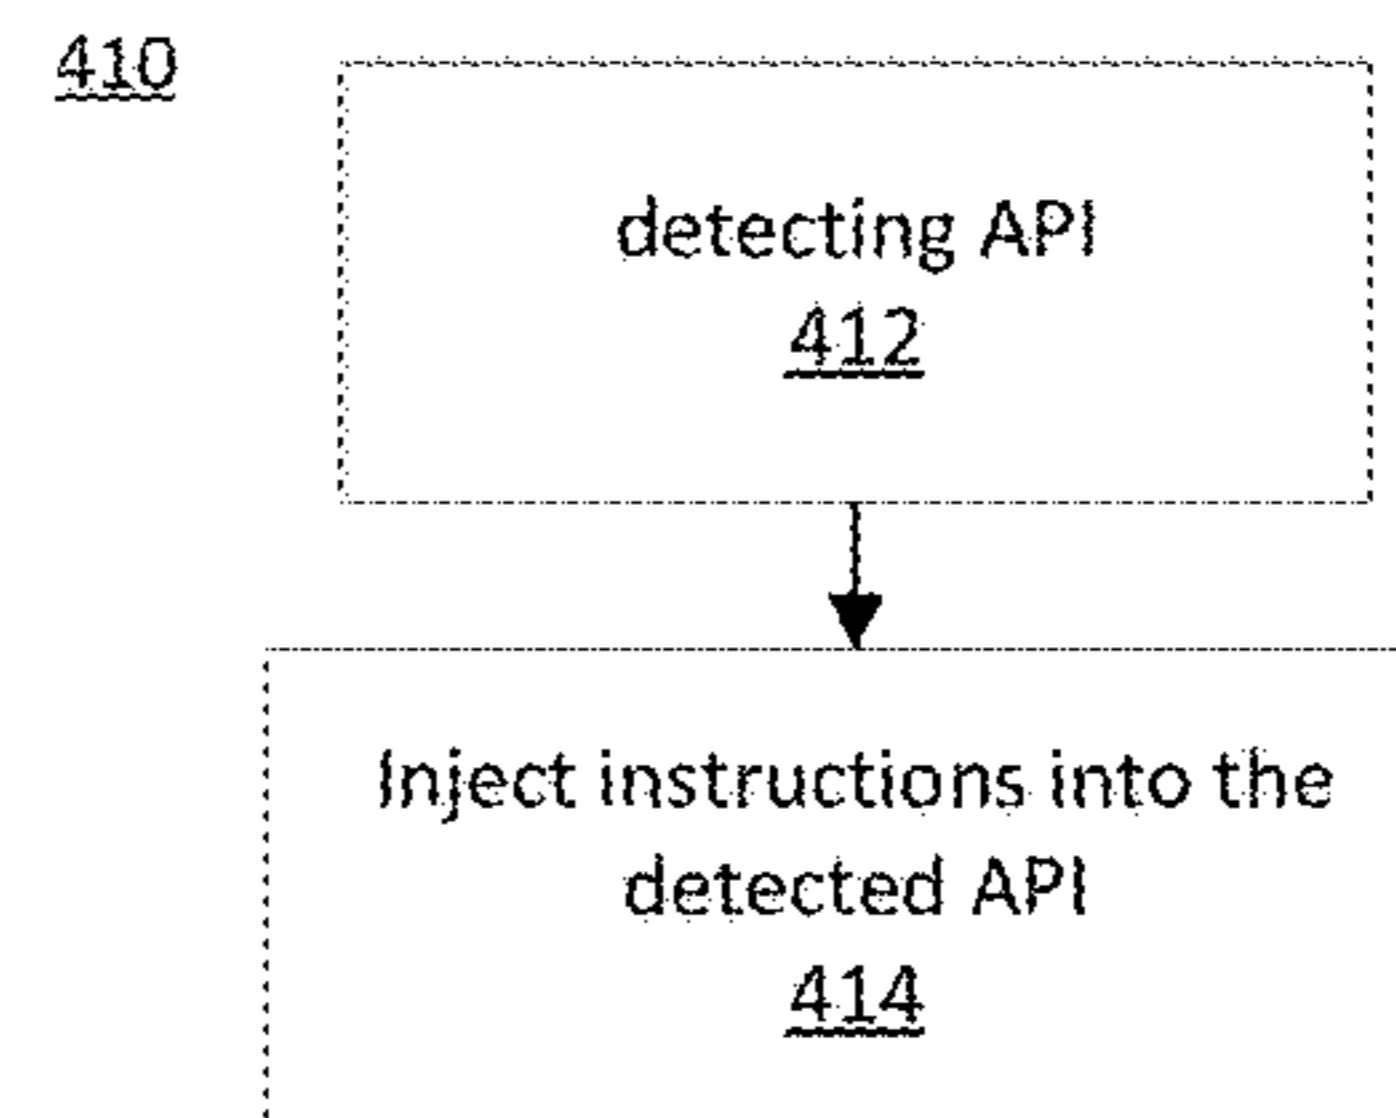 410
detecting API
412
Inject instructions into the
detected API
414